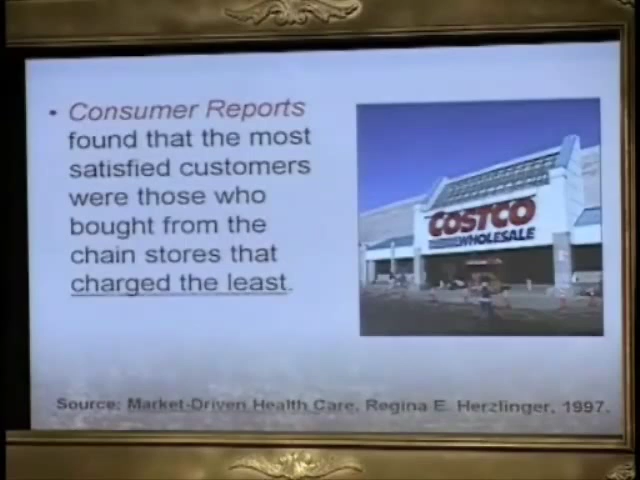 • Consumer Reports
found that the most
satisfied customers
were those who
bought from the
chain stores that
charged the least.
COSTCO
WHOLESALE
Source: Market-Driven Health Care, Regina E. Herzlinger, 1997.